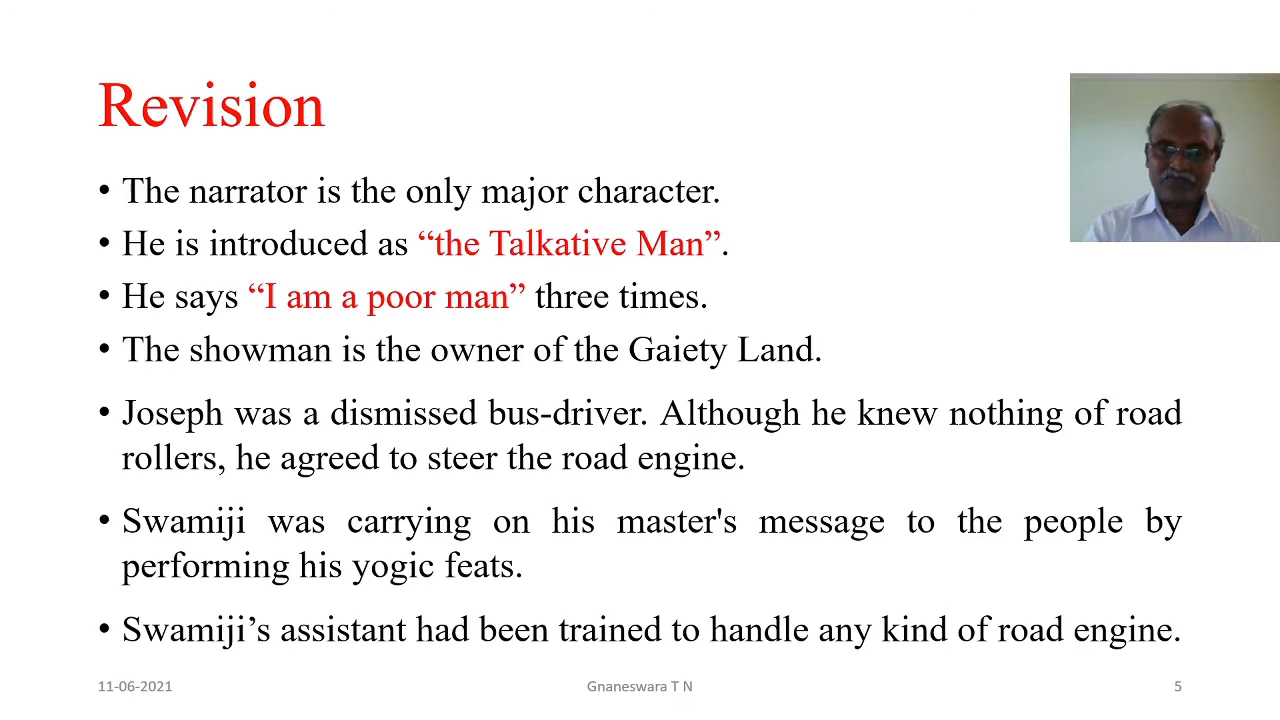 Revision
• The narrator is the only major character.
• He is introduced as “the Talkative Man”.
• He says “I am a poor man” three times.
• The showman is the owner of the Gaiety Land.
• Joseph was a dismissed bus-driver. Although he knew nothing of road
rollers, he agreed to steer the road engine.
• Swamiji was carrying on his master's message to the people by
performing his yogic feats.
• Swamiji’s assistant had been trained to handle any kind of road engine.
11-06-2021
Gnaneswara T N
5